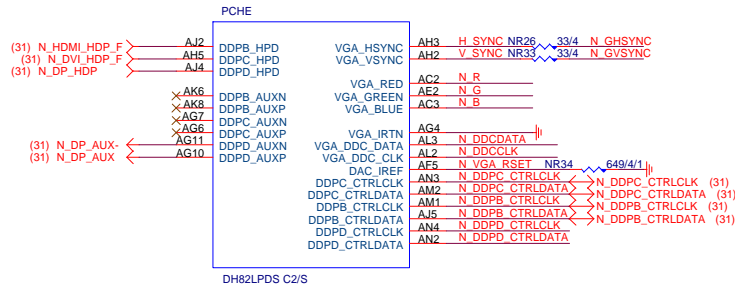 PCHE
(31) N_HDMI_HDP_F AJ2 DDPB_HPD VGA_HSYNC AH3 H_SYNC NR26 33/4 N_GHSYNC
(31) N_DVI_HDP_F AH5 DDPC_HPD VGA_VSYNC AH2 V_SYNC NR33 33/4 N_GVSYNC
(31) N_DP_HDP AJ4 DDPD_HPD
VGA_RED AC2 N_R
AK6 DDPB_AUXN VGA_GREEN AE2 N_G
AK8 DDPB_AUXP VGA_BLUE AC3 N_B
AG7 DDPC_AUXN
AG6 DDPC_AUXP VGA_IRTN AG4
(31) N_DP_AUX- AG11 DDPD_AUXN VGA_DDC_DATA AL3 N_DDCDATA
(31) N_DP_AUX AG10 DDPD_AUXP VGA_DDC_CLK AL2 N_DDCCLK
DAC_IREF AF5 N_VGA_RSET NR34 649/4/1
DDPC_CTRLCLK AN3 N_DDPC_CTRLCLK N_DDPC_CTRLCLK (31)
DDPC_CTRLDATA AM2 N_DDPC_CTRLDATA N_DDPC_CTRLDATA (31)
DDPB_CTRLCLK AM1 N_DDPB_CTRLCLK N_DDPB_CTRLCLK (31)
DDPB_CTRLDATA AJ5 N_DDPB_CTRLDATA N_DDPB_CTRLDATA (31)
DDPD_CTRLCLK AN4 N_DDPD_CTRLCLK
DDPD_CTRLDATA AN2 N_DDPD_CTRLDATA
DH82LPDS C2/S